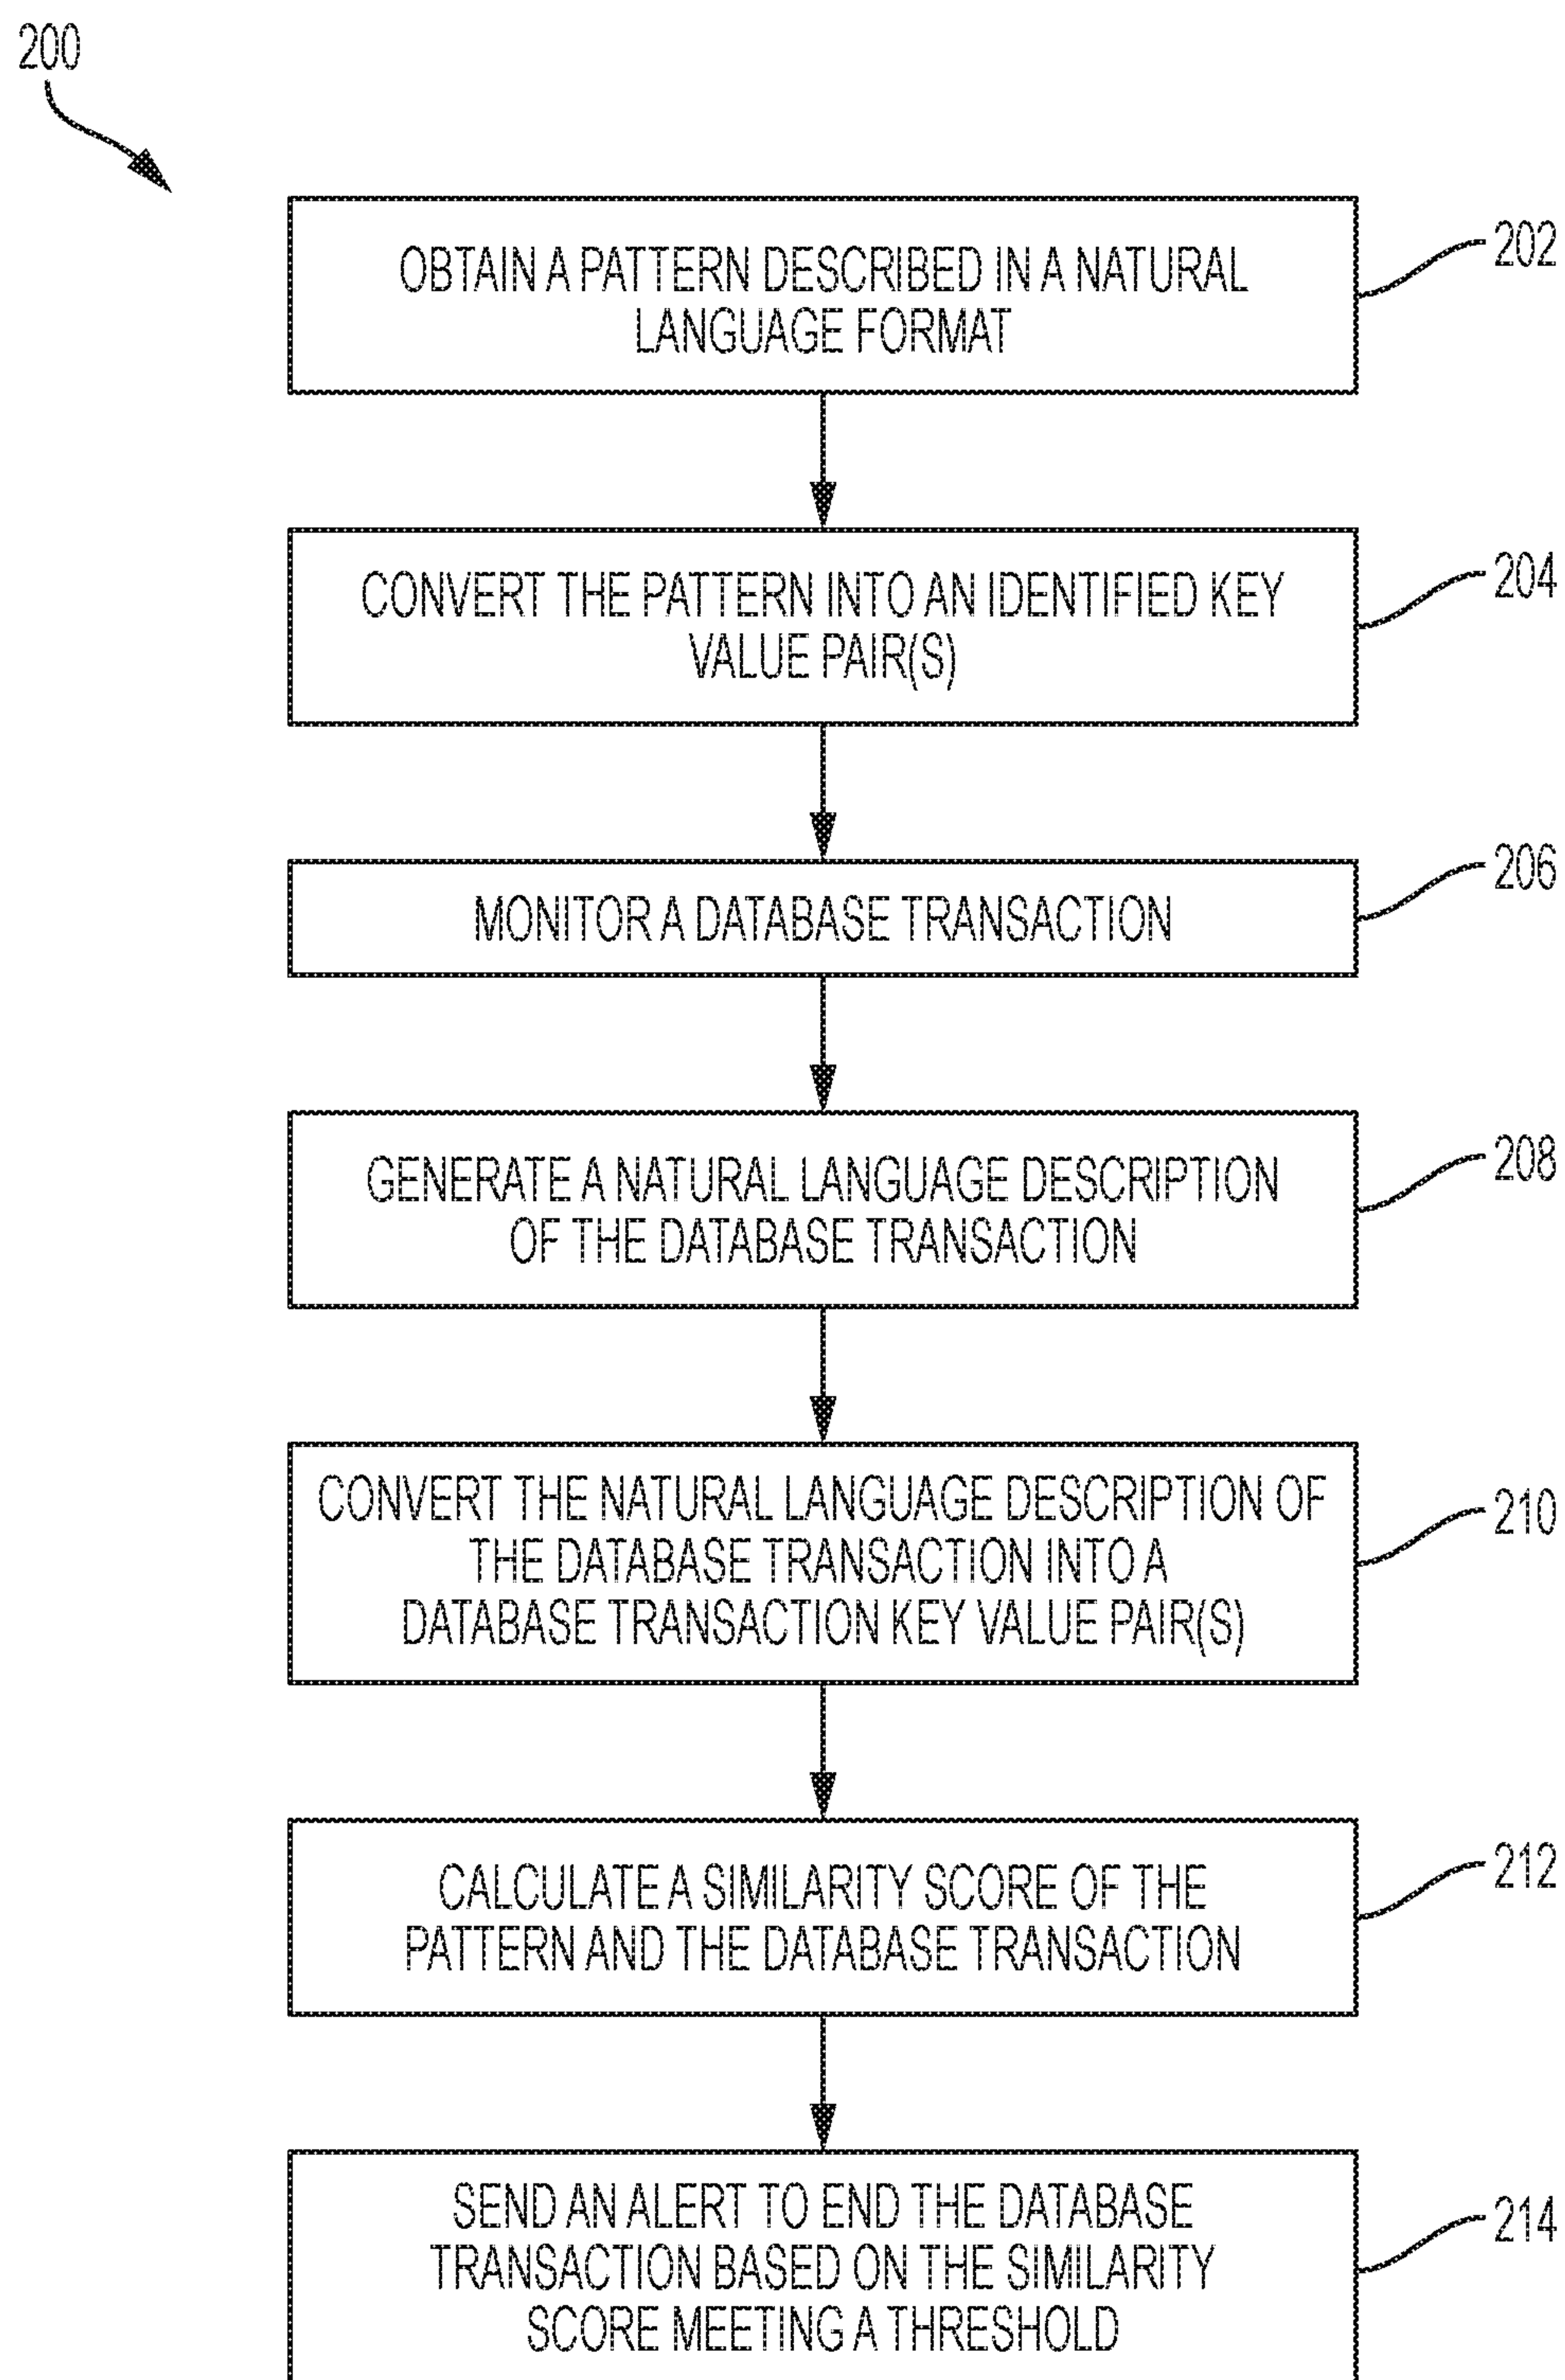 200
OBTAIN A PATTERN DESCRIBED IN A NATURAL
LANGUAGE FORMAT
202
CONVERT THE PATTERN INTO AN IDENTIFIED KEY
VALUE PAIR(S)
204
MONITOR A DATABASE TRANSACTION
206
GENERATE A NATURAL LANGUAGE DESCRIPTION
OF THE DATABASE TRANSACTION
208
CONVERT THE NATURAL LANGUAGE DESCRIPTION OF
THE DATABASE TRANSACTION INTO A
DATABASE TRANSACTION KEY VALUE PAIR(S)
210
CALCULATE A SIMILARITY SCORE OF THE
PATTERN AND THE DATABASE TRANSACTION
212
SEND AN ALERT TO END THE DATABASE
TRANSACTION BASED ON THE SIMILARITY
SCORE MEETING A THRESHOLD
214